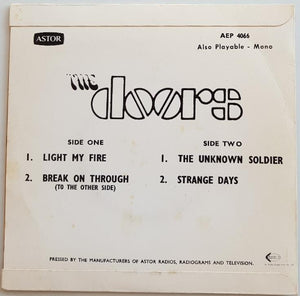 ASTOR
AEP 4066
Also Playable - Mono
THE
doors
SIDE ONE
1. LIGHT MY FIRE
2. BREAK ON THROUGH
(TO THE OTHER SIDE)
SIDE TWO
1. THE UNKNOWN SOLDIER
2. STRANGE DAYS
PRESSED BY THE MANUFACTURERS OF ASTOR RADIOS, RADIOGRAMS AND TELEVISION.